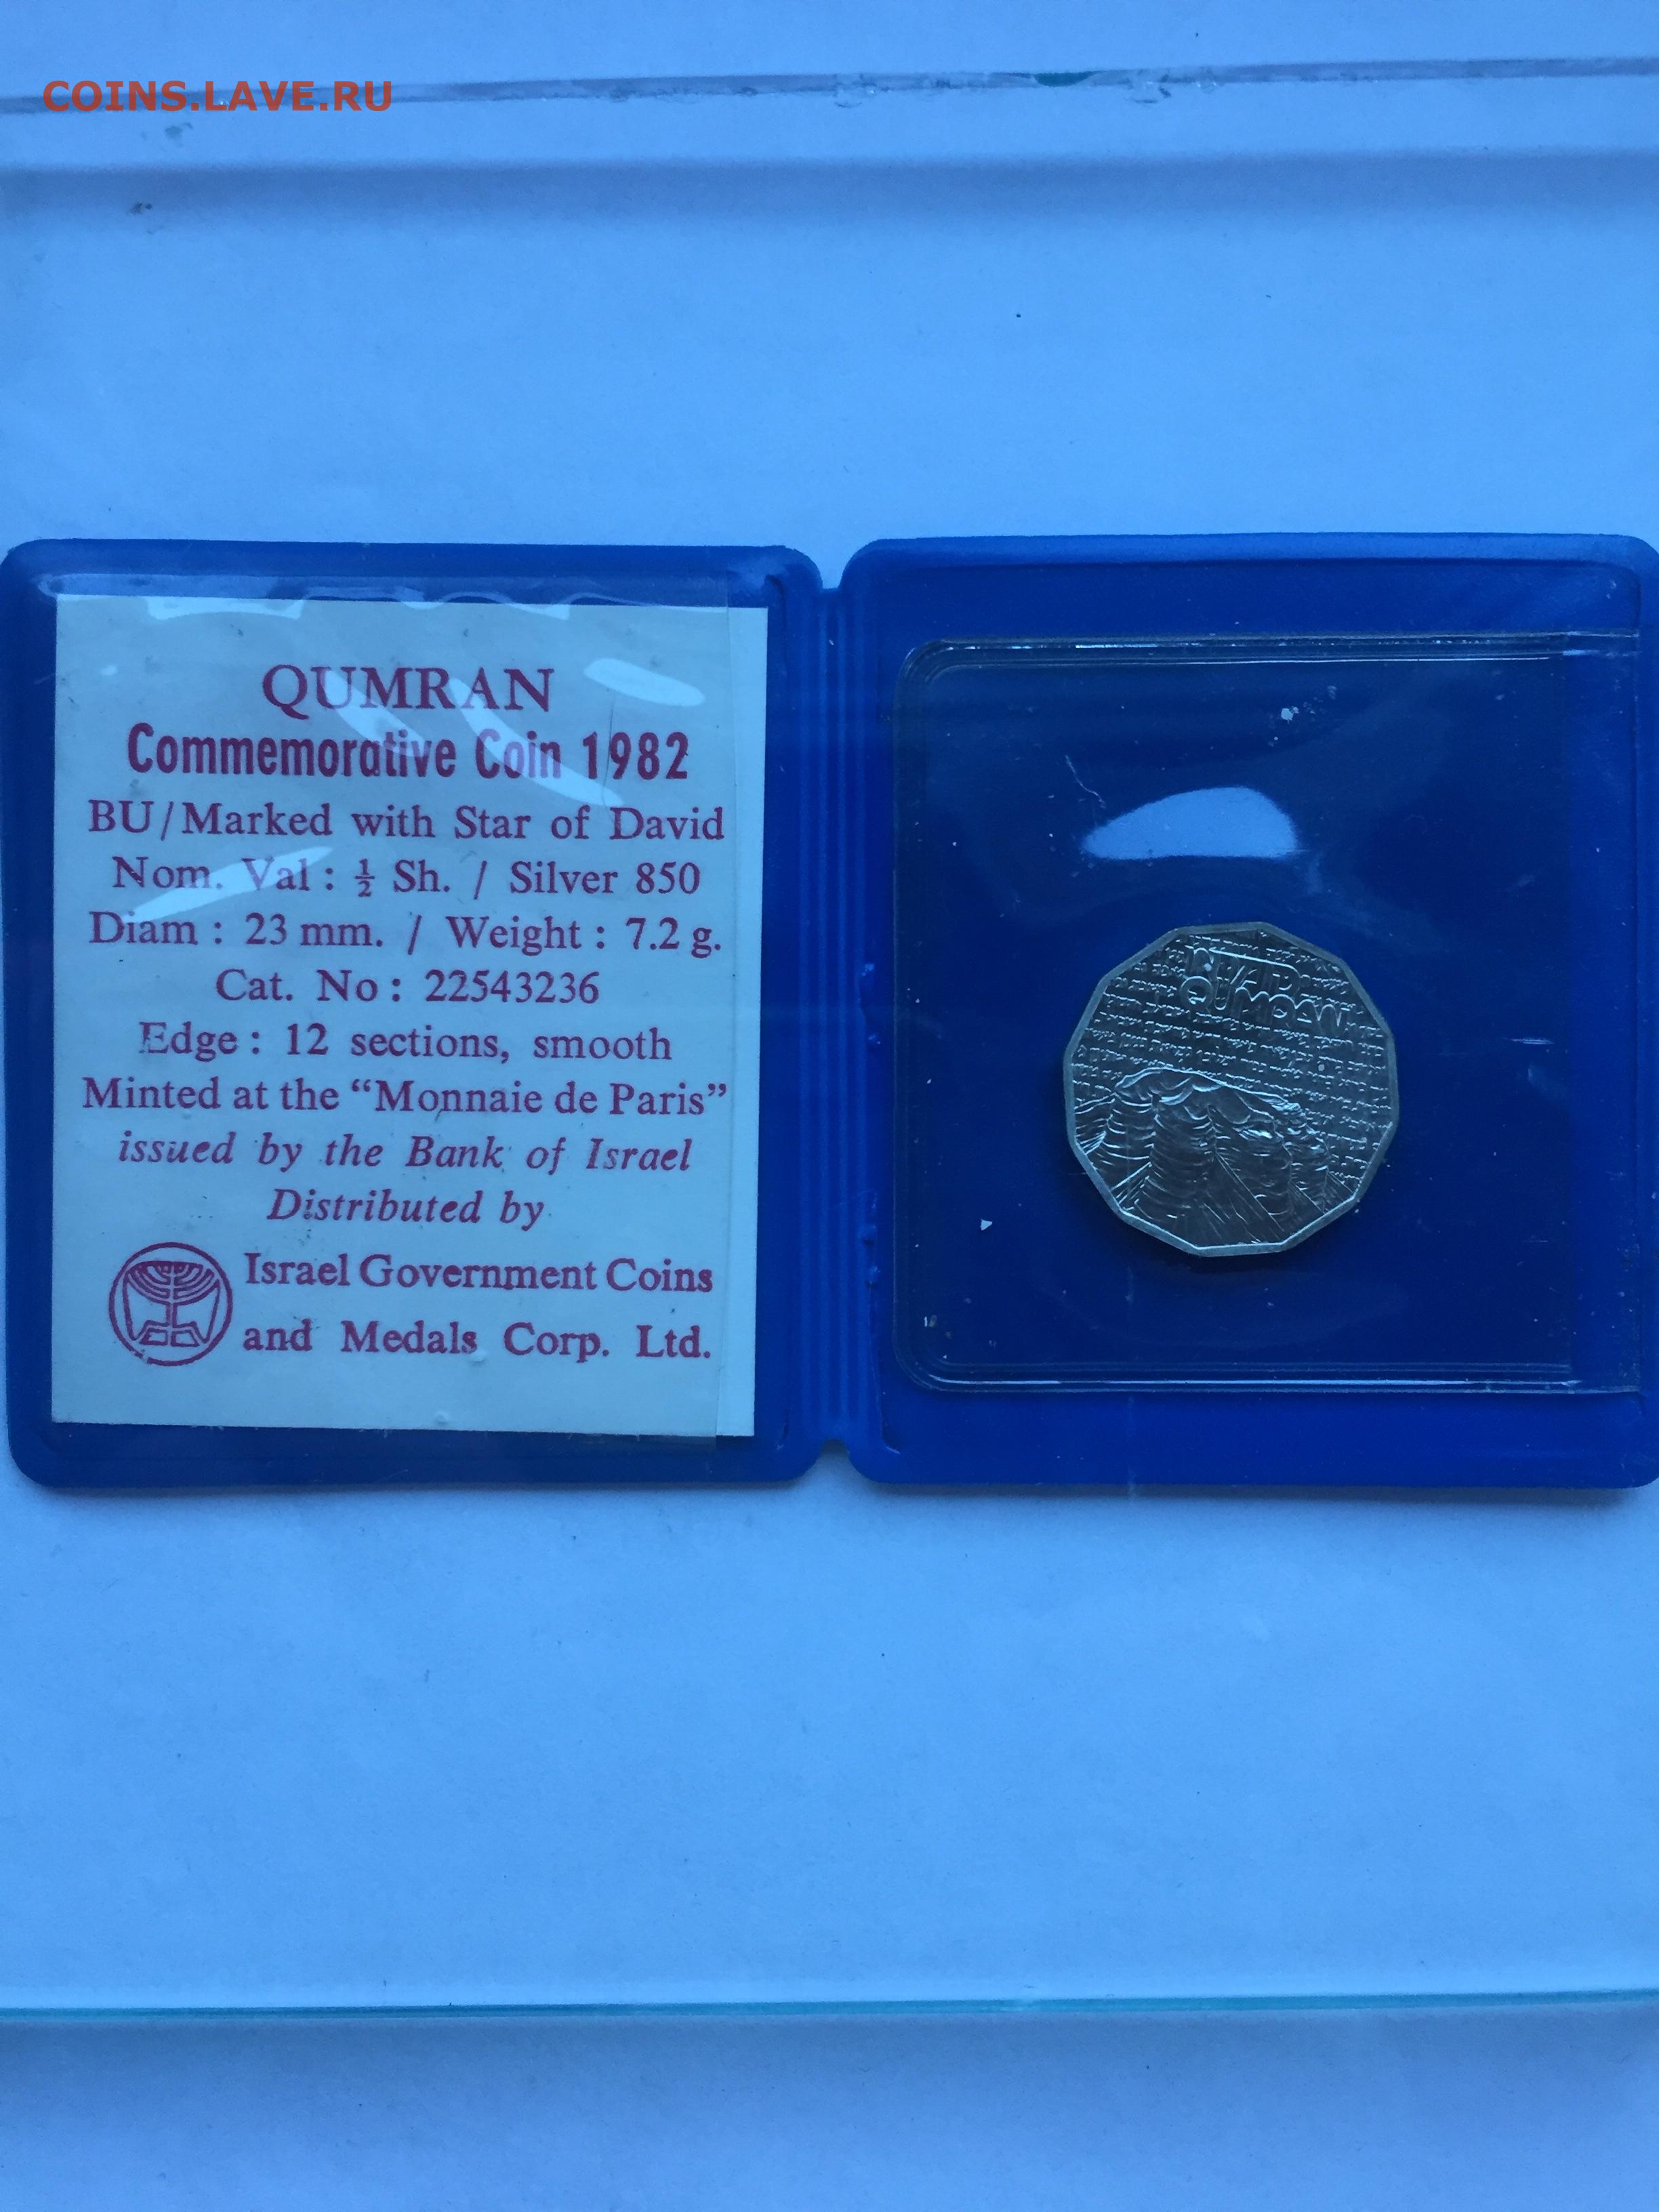 COINS.LAVE.RU
QUMRAN
Commemorative Coin 1982
BU/Marked with Star of David
Nom. Val : ½ Sh. / Silver 850
Diam : 23 mm. / Weight : 7.2 g.
Cat. No : 22543236
Edge : 12 sections, smooth
Minted at the “Monnaie de Paris”
issued by the Bank of Israel
Distributed by
Israel Government Coins
and Medals Corp. Ltd.
QUMRAN